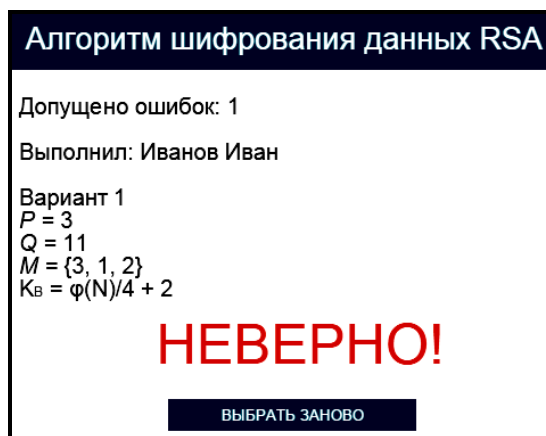 Алгоритм шифрования данных RSA
Допущено ошибок: 1
Выполнил: Иванов Иван
Вариант 1
P = 3
Q = 11
M = {3, 1, 2}
Kв = φ(N)/4 + 2
НЕВЕРНО!
ВЫБРАТЬ ЗАНОВО